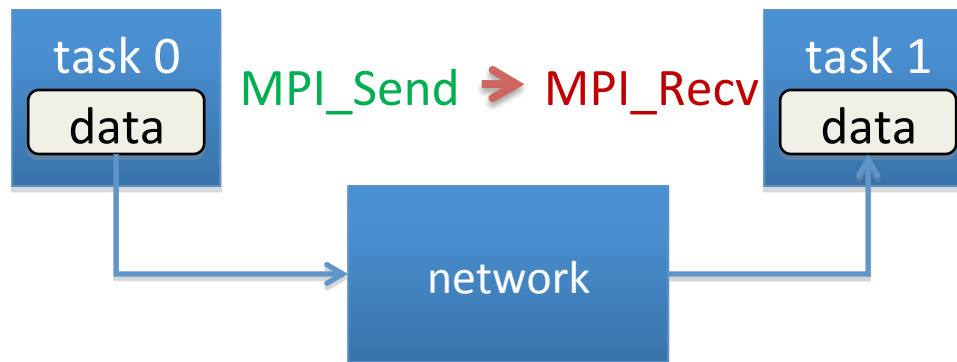 task 0
data
MPI_Send
MPI_Recv
task 1
data
network